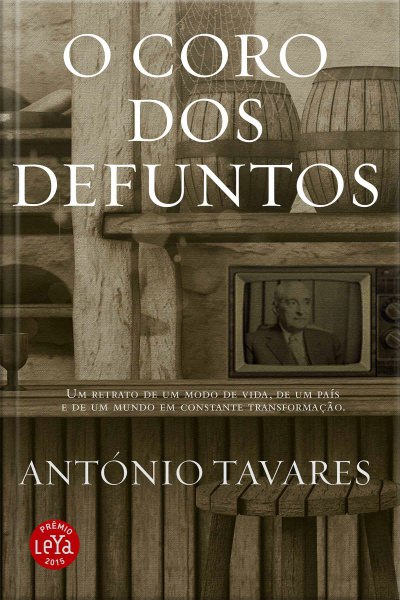 O CORO
DOS
DEFUNTOS
UM RETRATO DE UM MODO DE VIDA, DE UM PAÍS
E DE UM MUNDO EM CONSTANTE TRANSFORMAÇÃO.
ANTÓNIO TAVARES
PRÉMIO
LeYa
2015